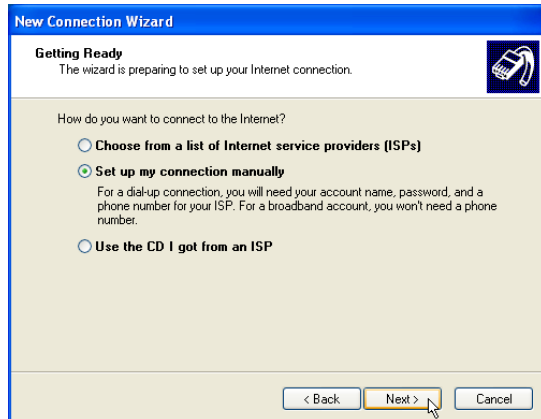 New Connection Wizard
Getting Ready
The wizard is preparing to set up your Internet connection.
How do you want to connect to the Internet?
Choose from a list of Internet service providers (ISPs)
Set up my connection manually
For a dial-up connection, you will need your account name, password, and a
phone number for your ISP. For a broadband account, you won't need a phone
number.
Use the CD I got from an ISP
< Back Next > Cancel